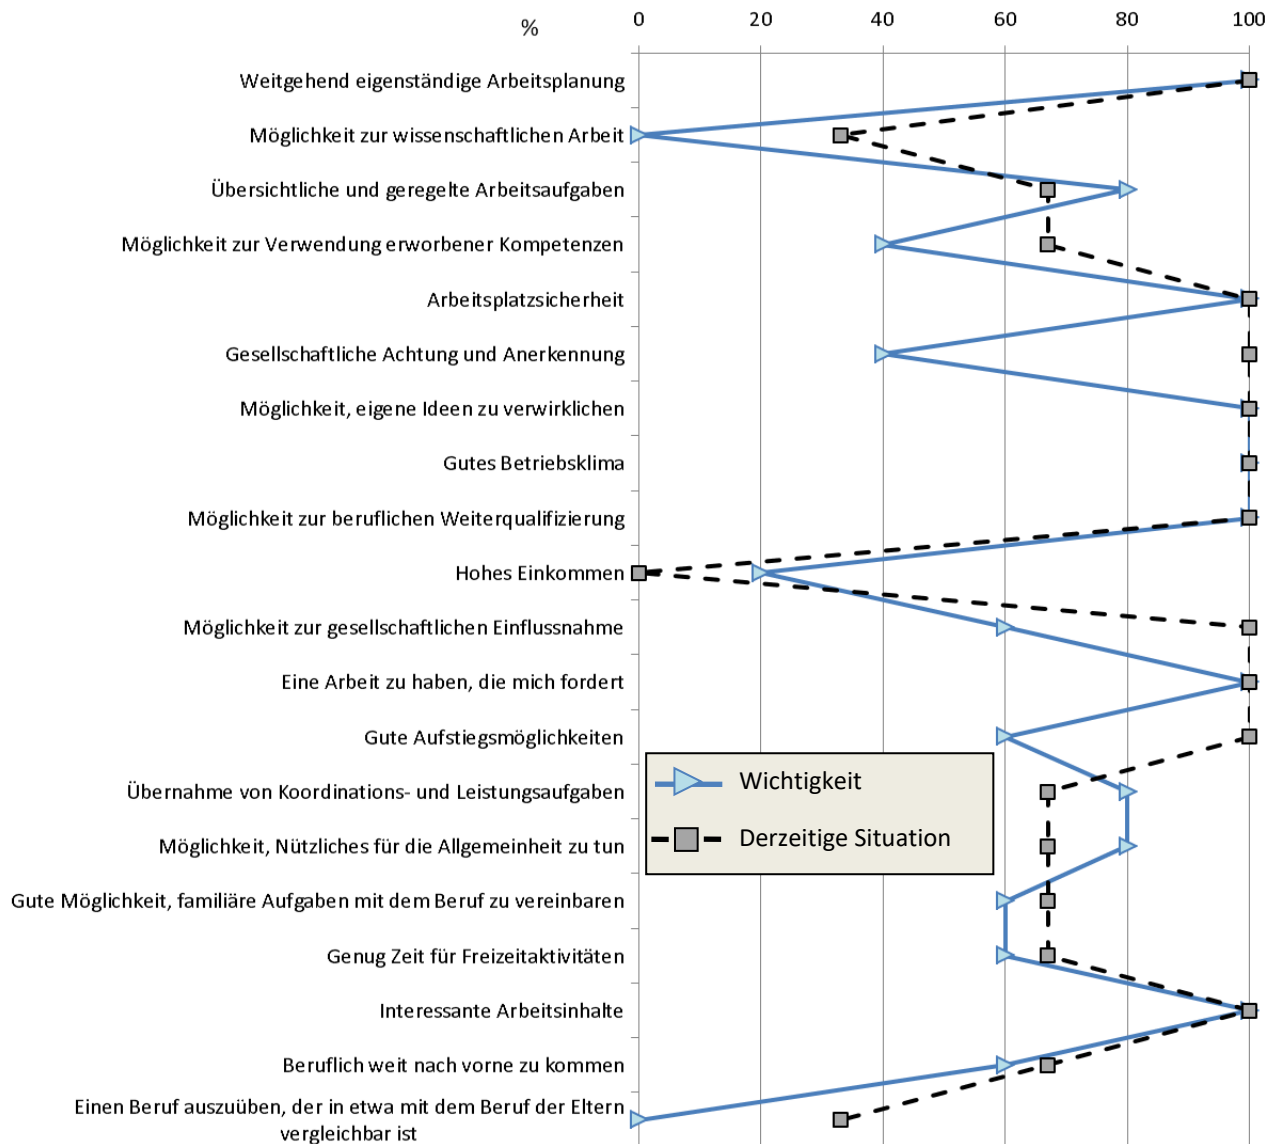 % 0 20 40 60 80 100
Weitgehend eigenständige Arbeitsplanung
Möglichkeit zur wissenschaftlichen Arbeit
Übersichtliche und geregelte Arbeitsaufgaben
Möglichkeit zur Verwendung erworbener Kompetenzen
Arbeitsplatzsicherheit
Gesellschaftliche Achtung und Anerkennung
Möglichkeit, eigene Ideen zu verwirklichen
Gutes Betriebsklima
Möglichkeit zur beruflichen Weiterqualifizierung
Hohes Einkommen
Möglichkeit zur gesellschaftlichen Einflussnahme
Eine Arbeit zu haben, die mich fordert
Gute Aufstiegsmöglichkeiten
Übernahme von Koordinations- und Leistungsaufgaben
Möglichkeit, Nützliches für die Allgemeinheit zu tun
Gute Möglichkeit, familiäre Aufgaben mit dem Beruf zu vereinbaren
Genug Zeit für Freizeitaktivitäten
Interessante Arbeitsinhalte
Beruflich weit nach vorne zu kommen
Einen Beruf auszuüben, der in etwa mit dem Beruf der Eltern
vergleichbar ist
Wichtigkeit
Derzeitige Situation